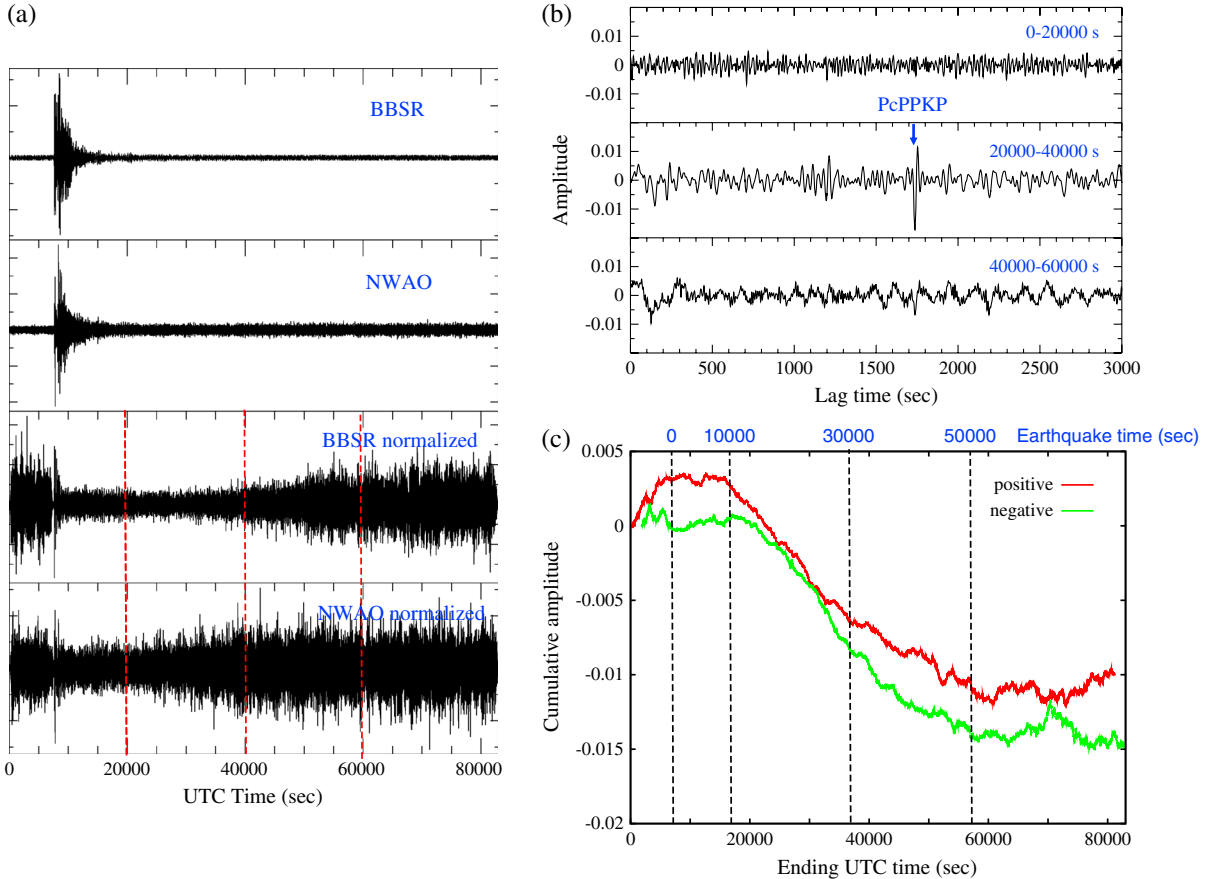 (a)
BBSR
NWAO
BBSR normalized
NWAO normalized
0 20000 40000 60000 80000
UTC Time (sec)
(b)
Amplitude
0.01
0
-0.01
0-20000 s
PcPPKP
0.01
0
-0.01
20000-40000 s
0.01
0
-0.01
40000-60000 s
0 500 1000 1500 2000 2500 3000
Lag time (sec)
(c)
0 10000 30000 50000 Earthquake time (sec)
Cumulative amplitude
0.005
0
-0.005
-0.01
-0.015
-0.02
positive
negative
0 20000 40000 60000 80000
Ending UTC time (sec)